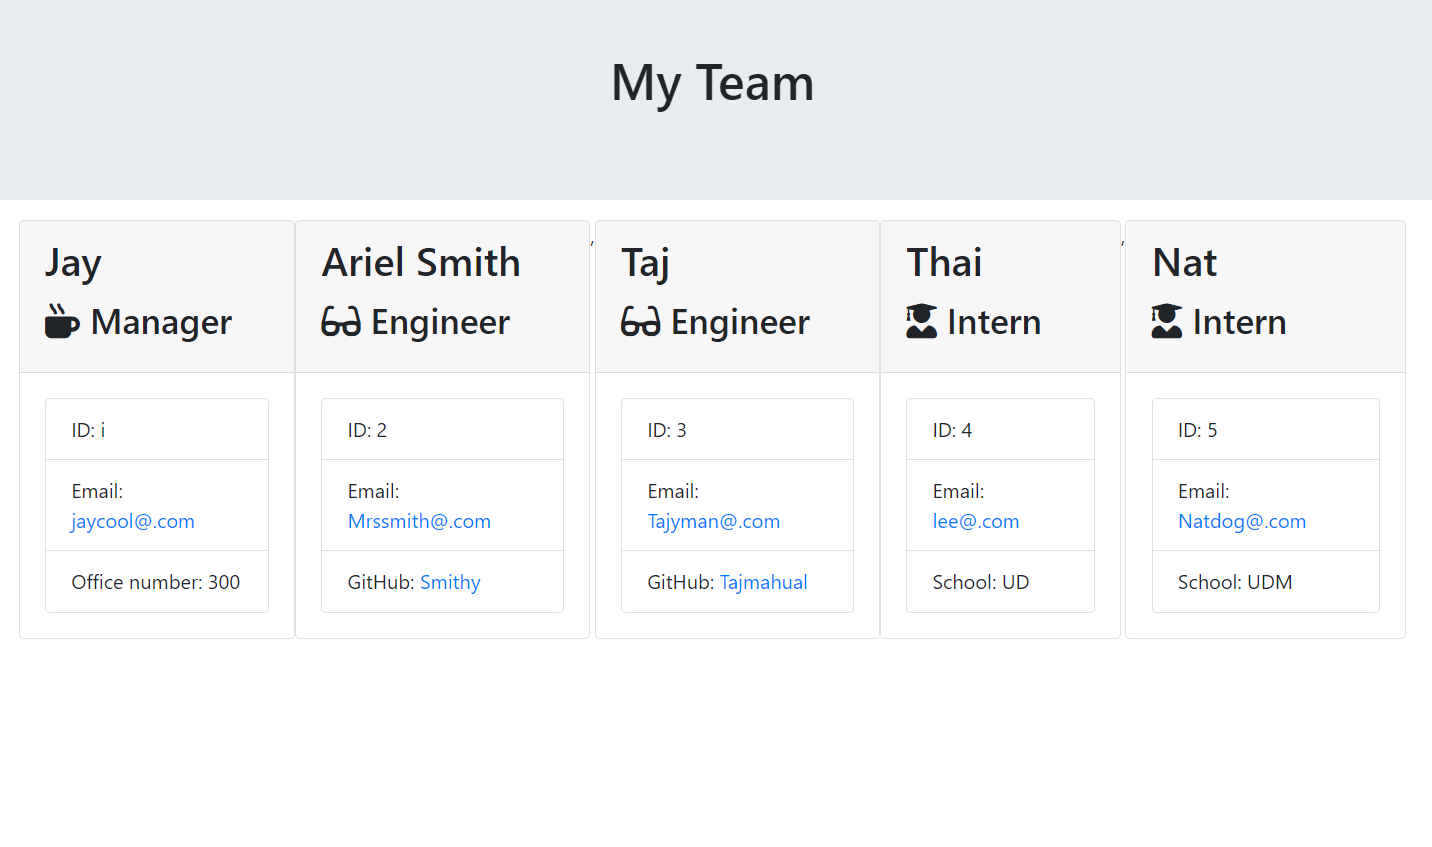 My Team
Jay
Manager
ID: i
Email:
jaycool@.com
Office number: 300
Ariel Smith
Engineer
ID: 2
Email:
Mrssmith@.com
GitHub: Smithy
,
Taj
Engineer
ID: 3
Email:
Tajyman@.com
GitHub: Tajmahual
Thai
Intern
ID: 4
Email:
lee@.com
School: UD
,
Nat
Intern
ID: 5
Email:
Natdog@.com
School: UDM